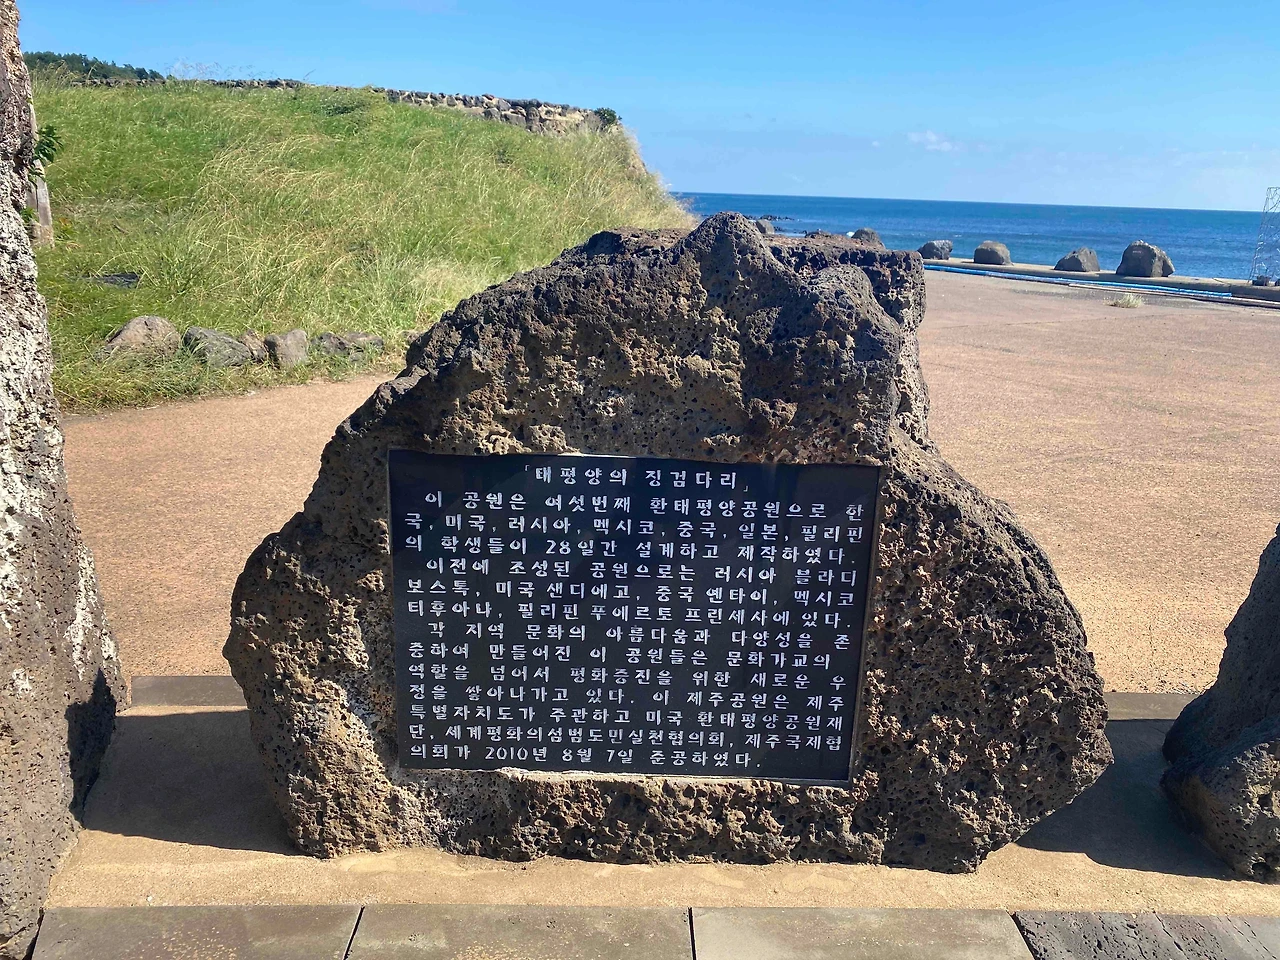 「태평양의 징검다리」
이 공원은 여섯번째 환태평양공원으로 한
국, 미국, 러시아, 멕시코, 중국, 일본, 필리핀
의 학생들이 28일간 설계하고 제작하였다.
이전에 조성된 공원으로는 러시아 블라디
보스톡, 미국 샌디에고, 중국 옌타이, 멕시코
티후아나, 필리핀 푸에르토 프린세사에 있다.
각 지역 문화의 아름다움과 다양성을 존
중하여 만들어진 이 공원들은 문화가교의
역할을 넘어서 평화증진을 위한 새로운 우
정을 쌓아나가고 있다. 이 제주공원은 제주
특별자치도가 주관하고 미국 환태평양공원재
단, 세계평화의섬범도민실천협의회, 제주국제협
의회가 2010년 8월 7일 준공하였다.